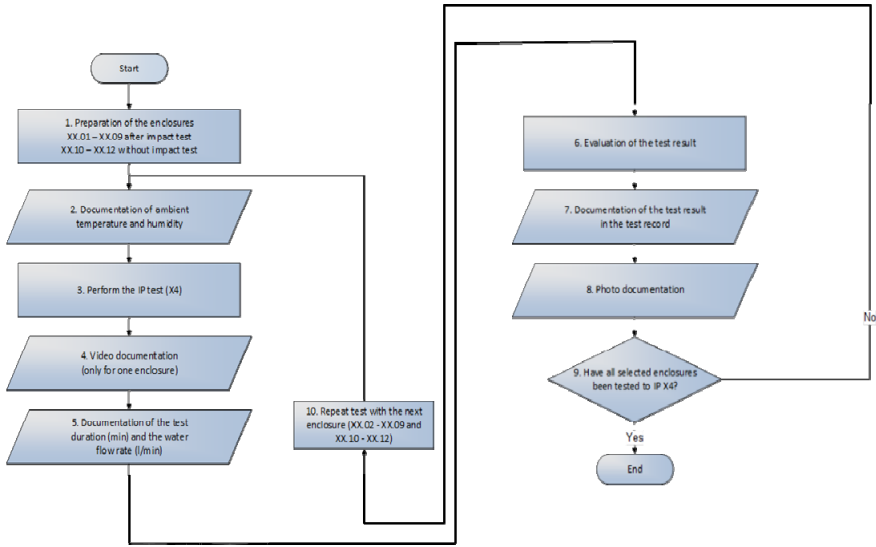 Start
1. Preparation of the enclosures
XX.01 – XX.09 after impact test
XX.10 – XX.12 without impact test
2. Documentation of ambient
temperature and humidity
3. Perform the IP test (X4)
4. Video documentation
(only for one enclosure)
5. Documentation of the test
duration (min) and the water
flow rate (l/min)
10. Repeat test with the next
enclosure (XX.02 - XX.09 and
XX.10 - XX.12)
6. Evaluation of the test result
7. Documentation of the test result
in the test record
8. Photo documentation
9. Have all selected enclosures
been tested to IP X4?
No
Yes
End